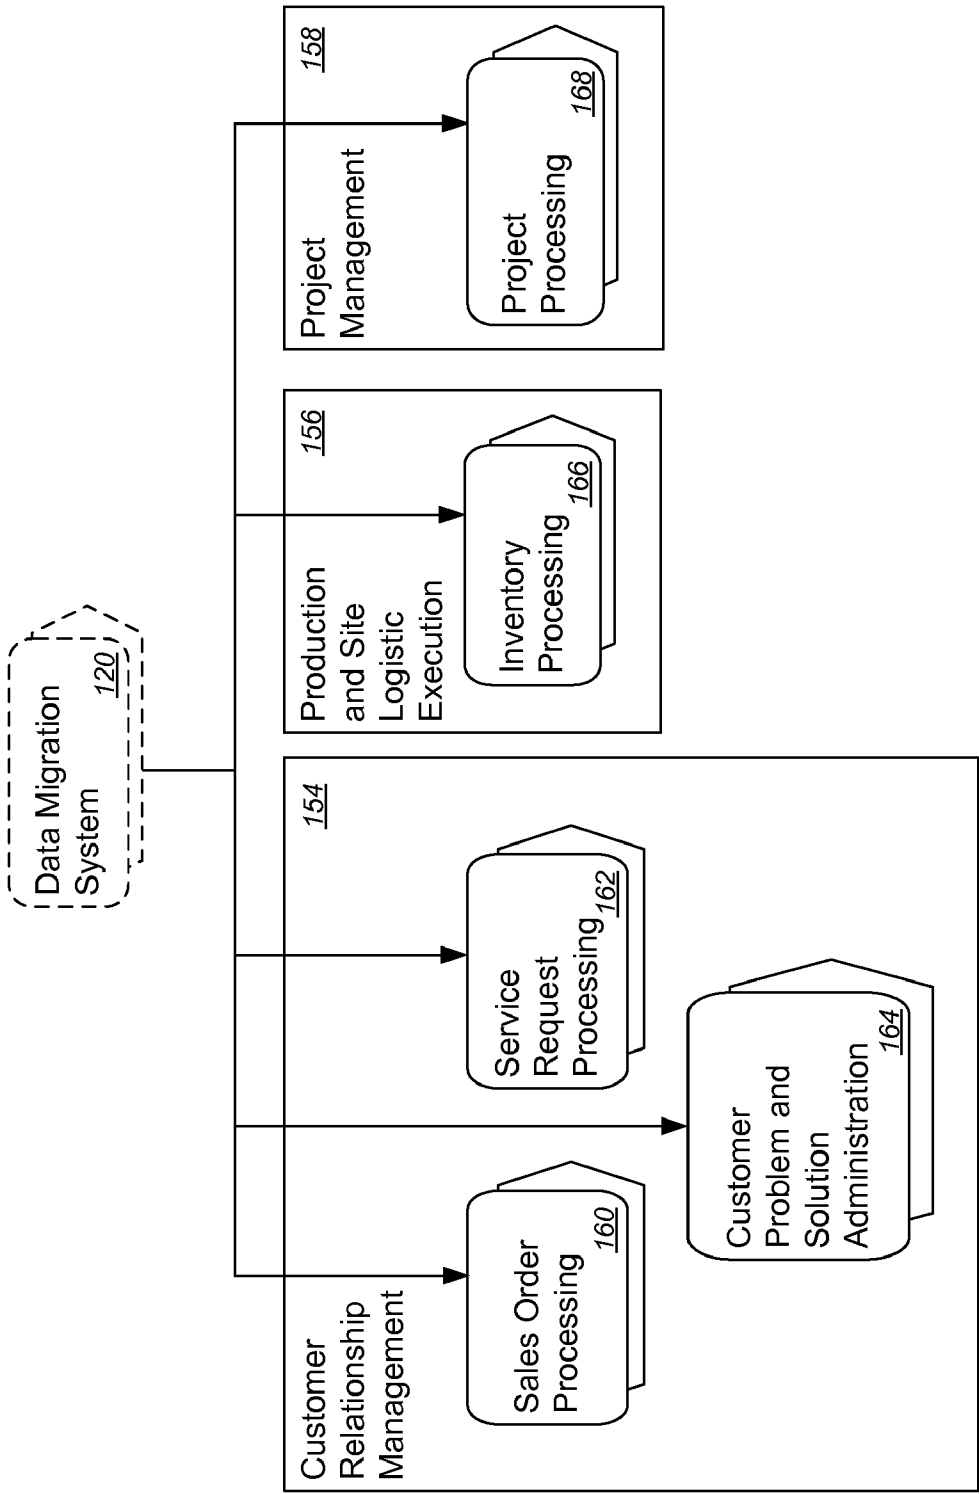 Data Migration
System
120
Customer
Relationship
Management
154
Sales Order
Processing
160
Service
Request
Processing
162
Customer
Problem and
Solution
Administration
164
Production
and Site
Logistic
Execution
156
Inventory
Processing
166
Project
Management
158
Project
Processing
168